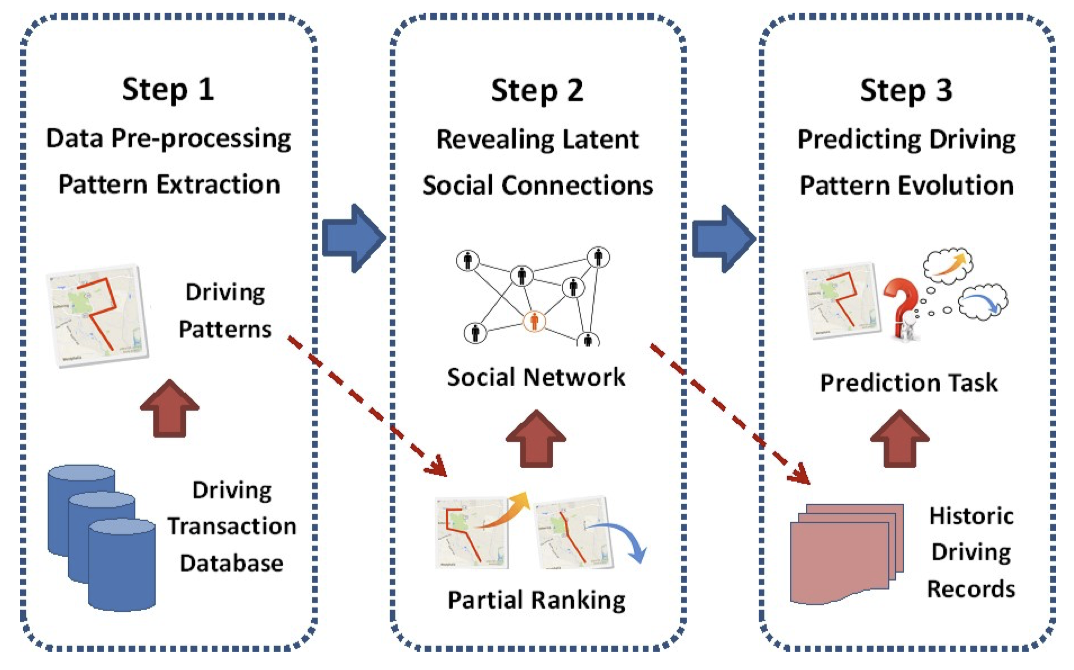 Step 1
Data Pre-processing
Pattern Extraction
Driving
Patterns
Driving
Transaction
Database
Step 2
Revealing Latent
Social Connections
Social Network
Partial Ranking
Step 3
Predicting Driving
Pattern Evolution
Prediction Task
Historic
Driving
Records